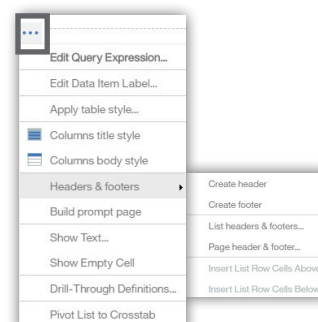 Edit Query Expression...
Edit Data Item Label...
Apply table style...
Columns title style
Columns body style
Headers & footers
Build prompt page
Show Text...
Show Empty Cell
Drill-Through Definitions...
Pivot List to Crosstab
Create header
Create footer
List headers & footers...
Page header & footer...
Insert List Row Cells Above
Insert List Row Cells Below